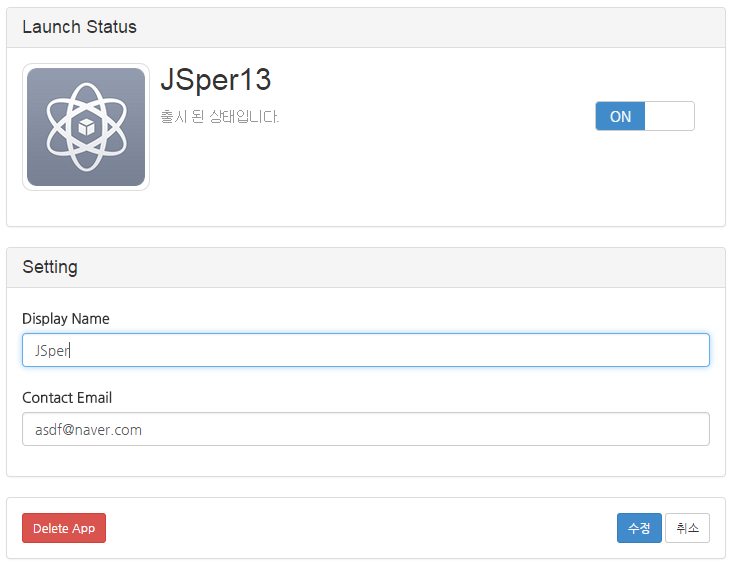 Launch Status
JSper13
출시 된 상태입니다.
ON
Setting
Display Name
JSper
Contact Email
asdf@naver.com
Delete App
수정 취소